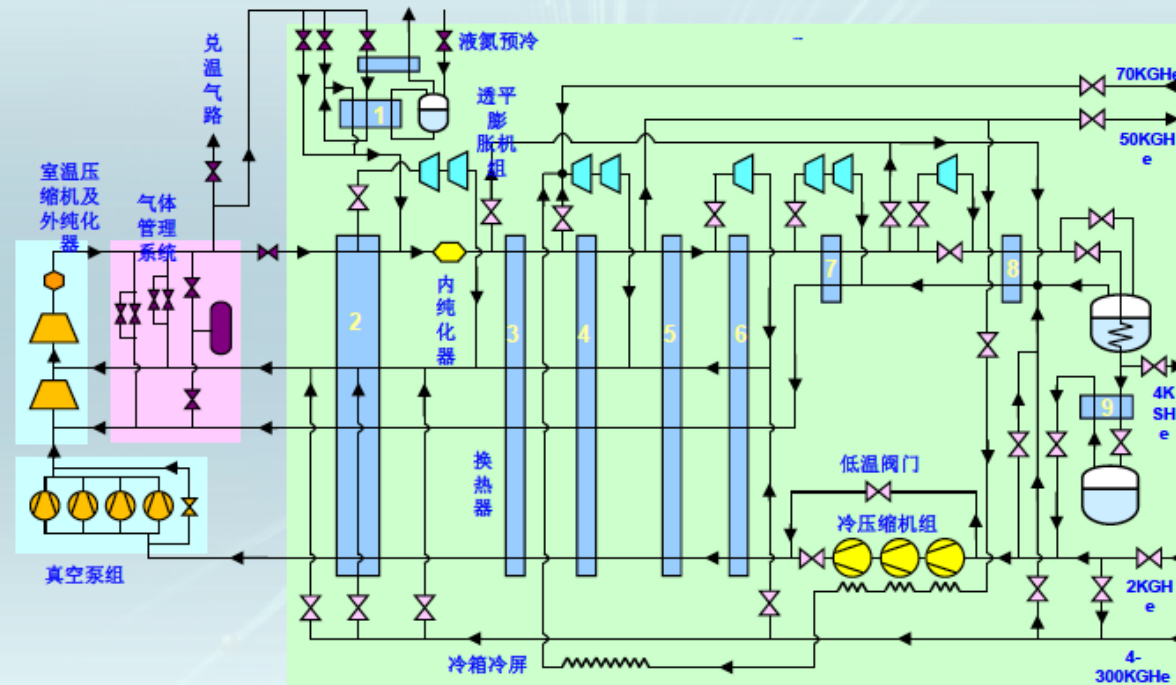 兑
温
气
路
液氮预冷
--
70KGHe
透平
膨
胀机
组
50KGH
e
1
室温压
缩机及
外纯化
器
气体
管理
系统
内
纯
化
器
2
3
4
5
6
7
8
4K
SH
e
9
换
热
器
低温阀门
冷压缩机组
真空泵组
2KGH
e
冷箱冷屏
4-
300KGHe